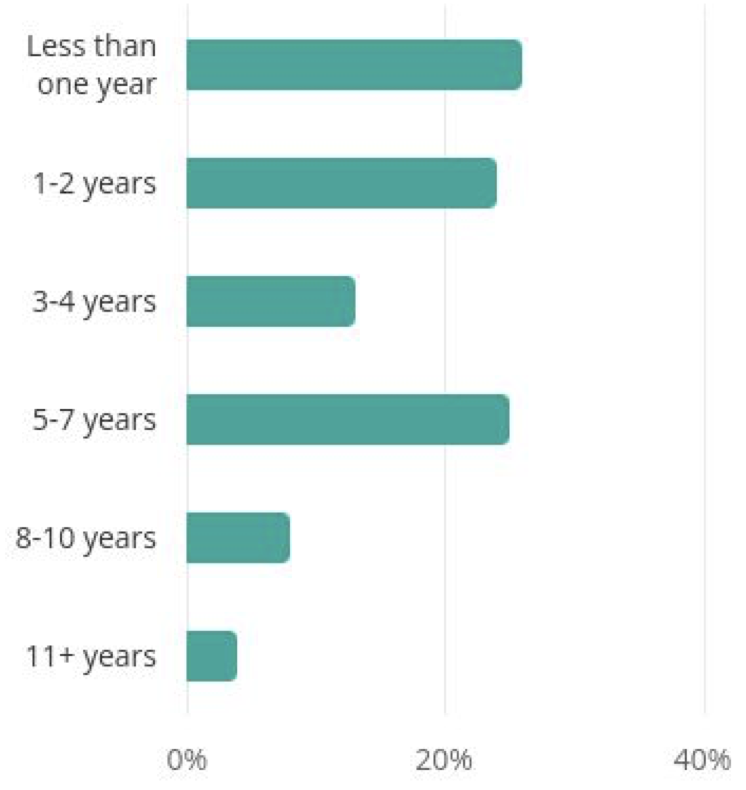 Less than
one year
1-2 years
3-4 years
5-7 years
8-10 years
11+ years
0% 20% 40%